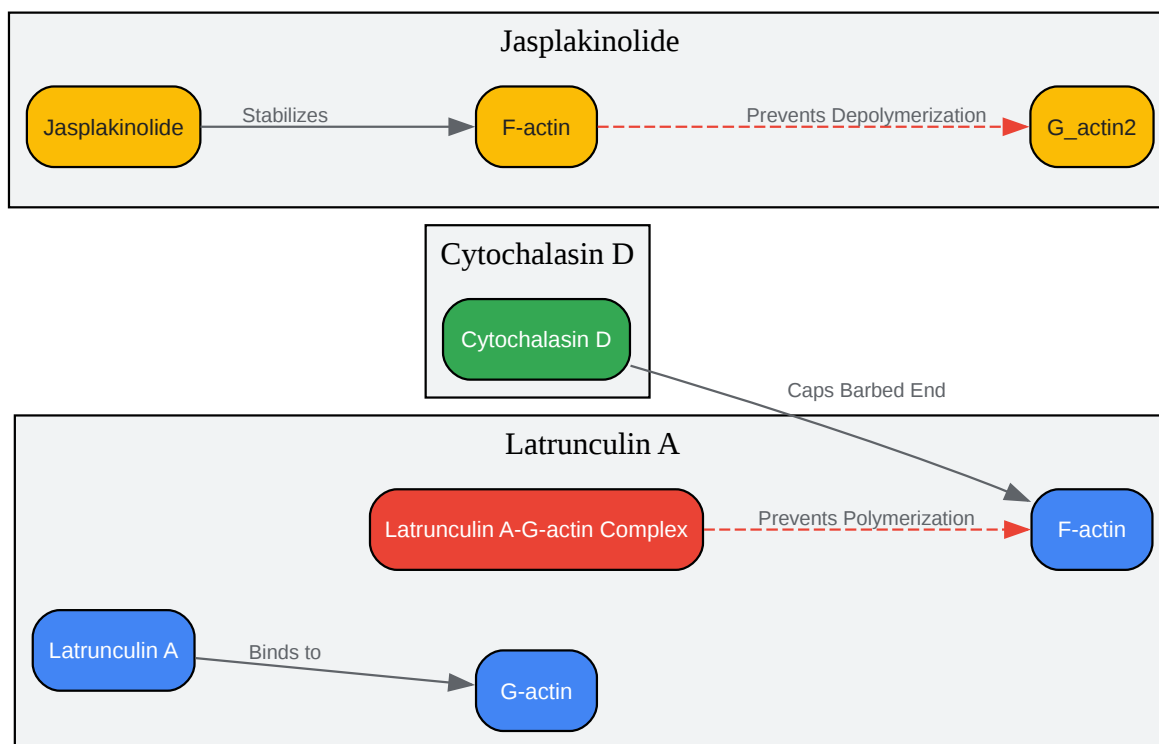 Jasplakinolide
Jasplakinolide
Stabilizes
F-actin
Prevents Depolymerization
G_actin2
Cytochalasin D
Cytochalasin D
Caps Barbed End
Latrunculin A
Latrunculin A-G-actin Complex
Prevents Polymerization
F-actin
Latrunculin A
Binds to
G-actin